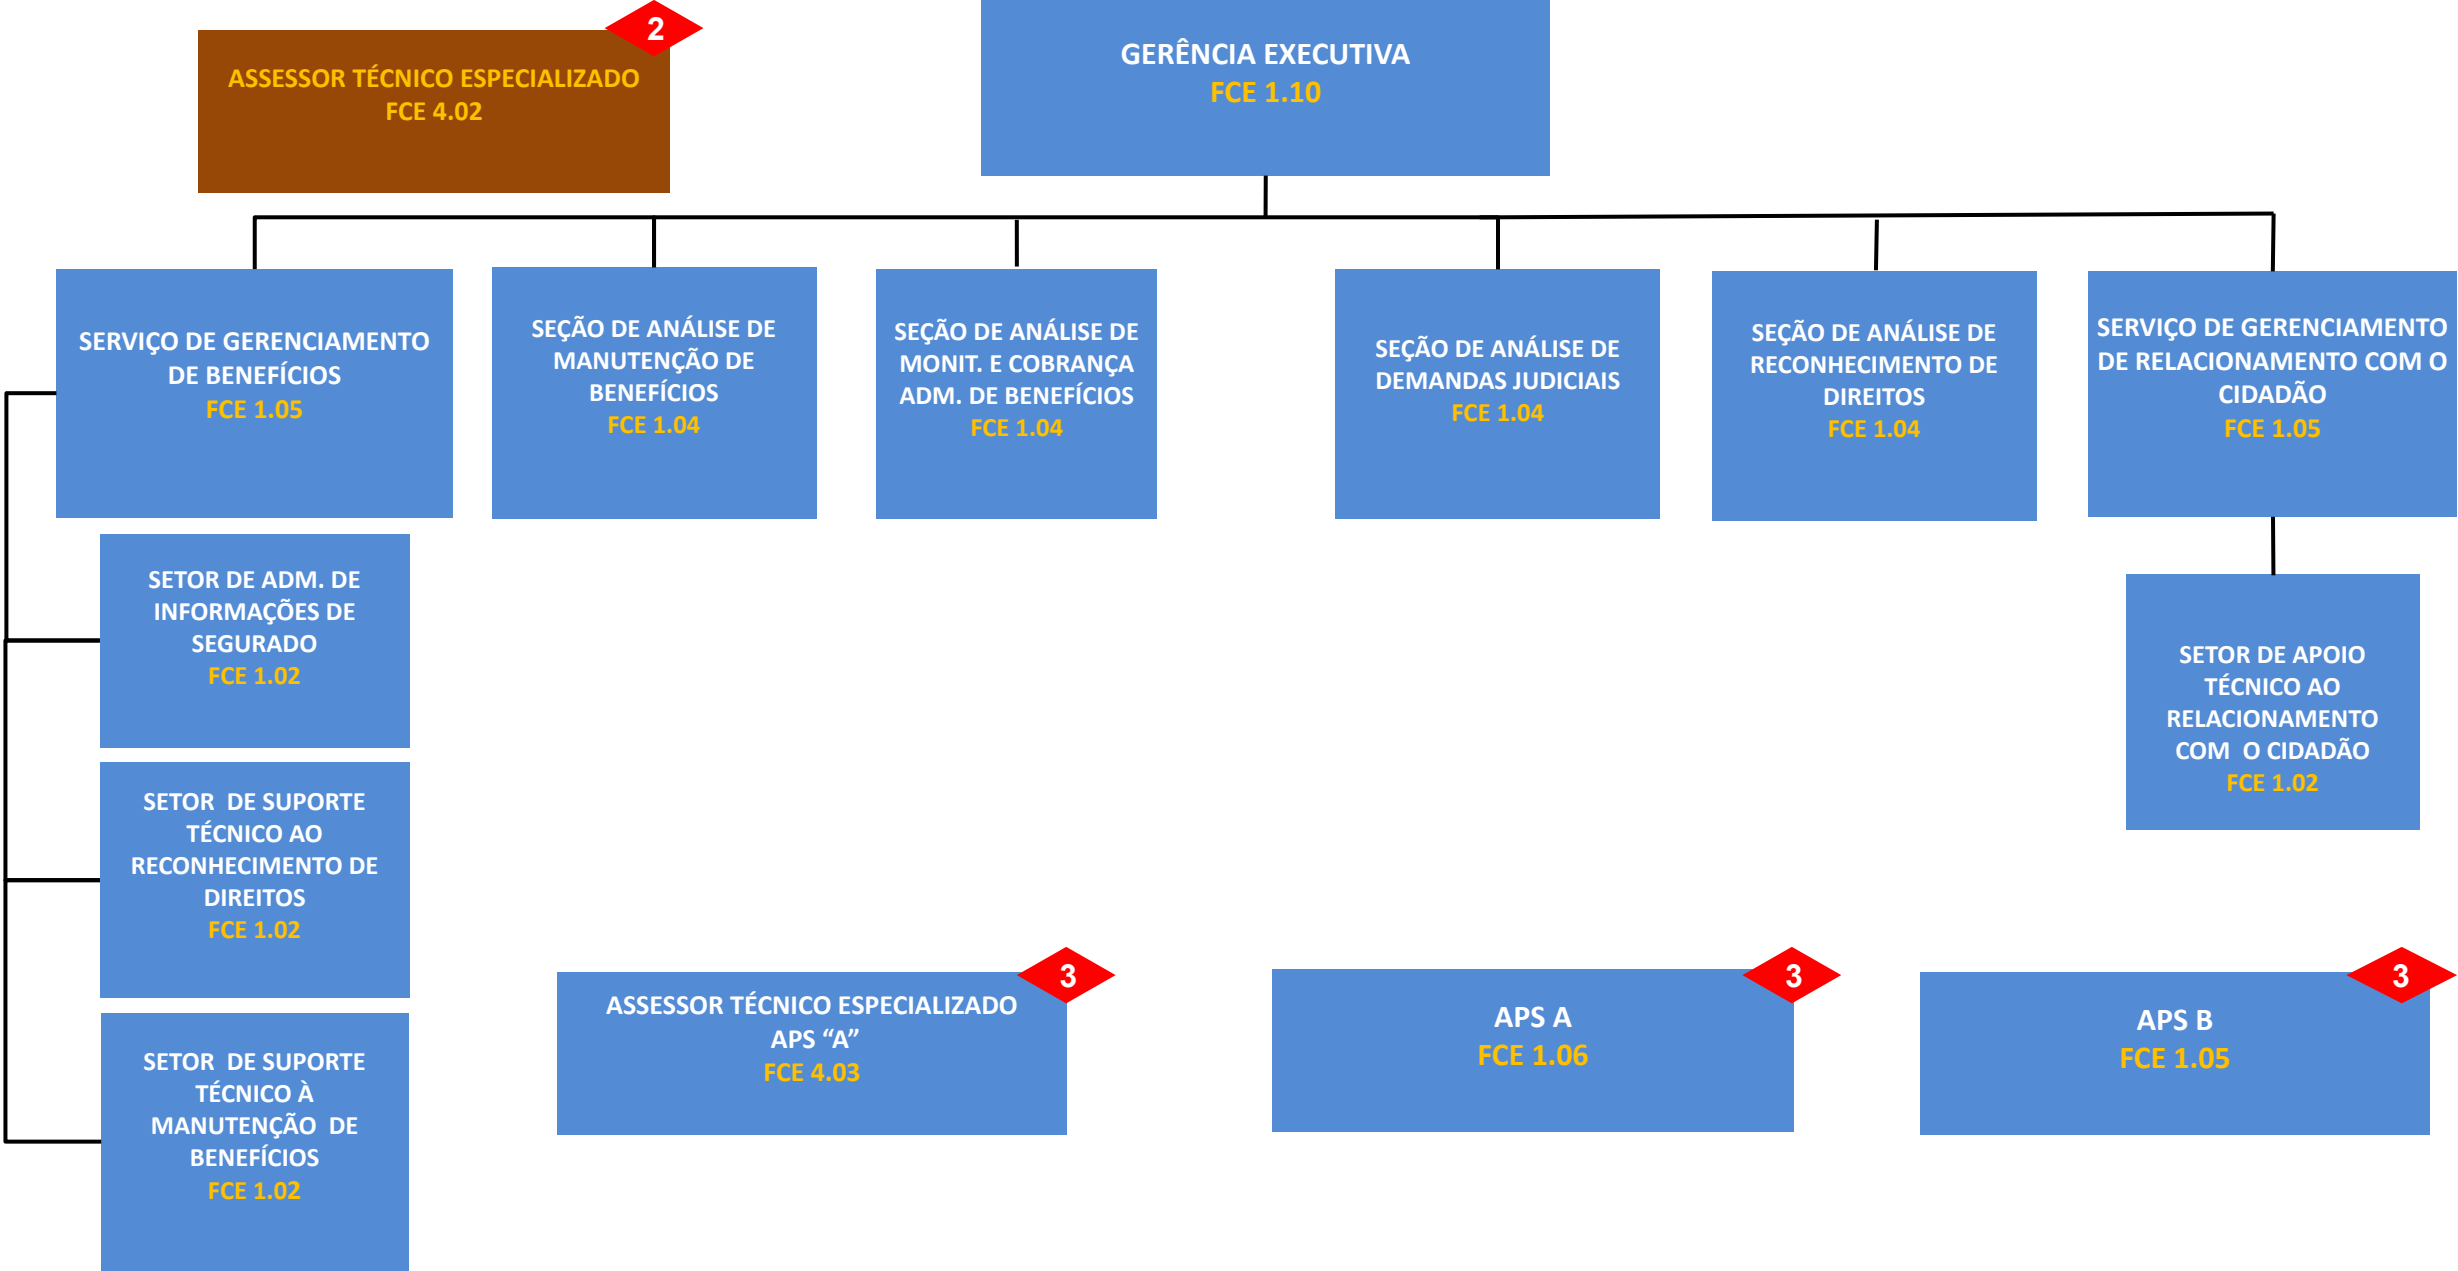 2
ASSESSOR TÉCNICO ESPECIALIZADO
FCE 4.02
GERÊNCIA EXECUTIVA
FCE 1.10
SERVIÇO DE GERENCIAMENTO
DE BENEFÍCIOS
FCE 1.05
SEÇÃO DE ANÁLISE DE
MANUTENÇÃO DE
BENEFÍCIOS
FCE 1.04
SEÇÃO DE ANÁLISE DE
MONIT. E COBRANÇA
ADM. DE BENEFÍCIOS
FCE 1.04
SEÇÃO DE ANÁLISE DE
DEMANDAS JUDICIAIS
FCE 1.04
SEÇÃO DE ANÁLISE DE
RECONHECIMENTO DE
DIREITOS
FCE 1.04
SERVIÇO DE GERENCIAMENTO
DE RELACIONAMENTO COM O
CIDADÃO
FCE 1.05
SETOR DE ADM. DE
INFORMAÇÕES DE
SEGURADO
FCE 1.02
SETOR DE APOIO
TÉCNICO AO
RELACIONAMENTO
COM  O CIDADÃO
FCE 1.02
SETOR  DE SUPORTE
TÉCNICO AO
RECONHECIMENTO DE
DIREITOS
FCE 1.02
SETOR  DE SUPORTE
TÉCNICO À
MANUTENÇÃO  DE
BENEFÍCIOS
FCE 1.02
3
ASSESSOR TÉCNICO ESPECIALIZADO
APS “A”
FCE 4.03
3
APS A
FCE 1.06
3
APS B
FCE 1.05